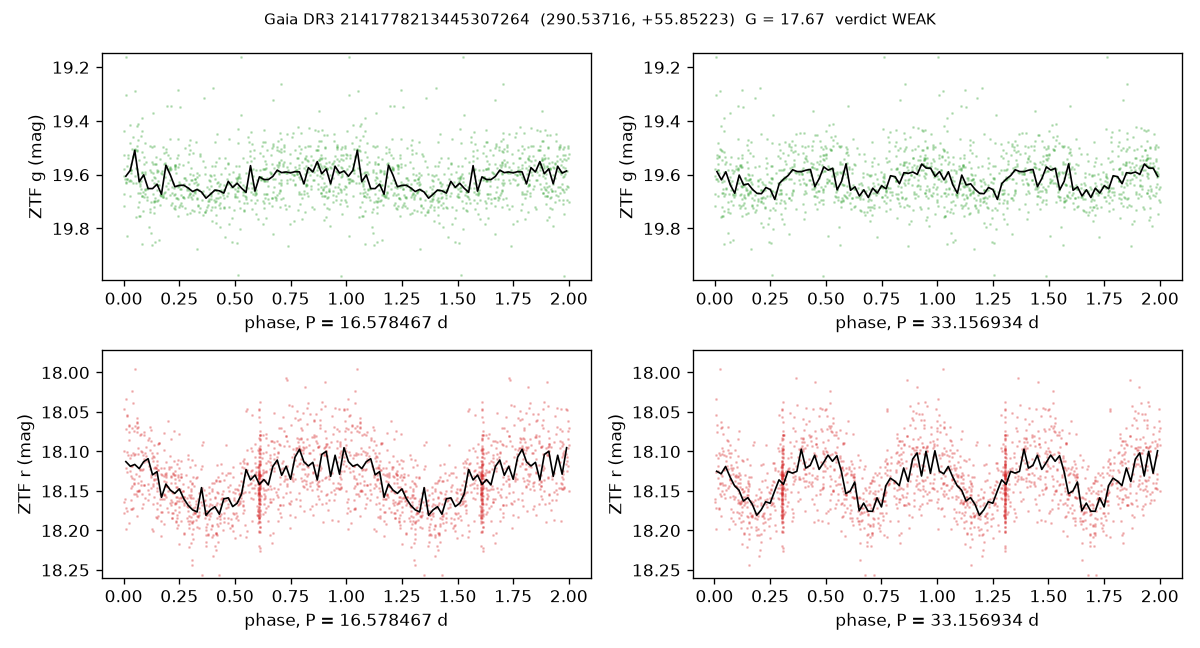 Gaia DR3 2141778213445307264 (290.53716, +55.85223) G = 17.67 verdict WEAK
19.2
19.4
19.6
19.8
ZTF g (mag)
0.00 0.25 0.50 0.75 1.00 1.25 1.50 1.75 2.00
phase, P = 16.578467 d
19.2
19.4
19.6
19.8
ZTF g (mag)
0.00 0.25 0.50 0.75 1.00 1.25 1.50 1.75 2.00
phase, P = 33.156934 d
18.00
18.05
18.10
18.15
18.20
18.25
ZTF r (mag)
0.00 0.25 0.50 0.75 1.00 1.25 1.50 1.75 2.00
phase, P = 16.578467 d
18.00
18.05
18.10
18.15
18.20
18.25
ZTF r (mag)
0.00 0.25 0.50 0.75 1.00 1.25 1.50 1.75 2.00
phase, P = 33.156934 d